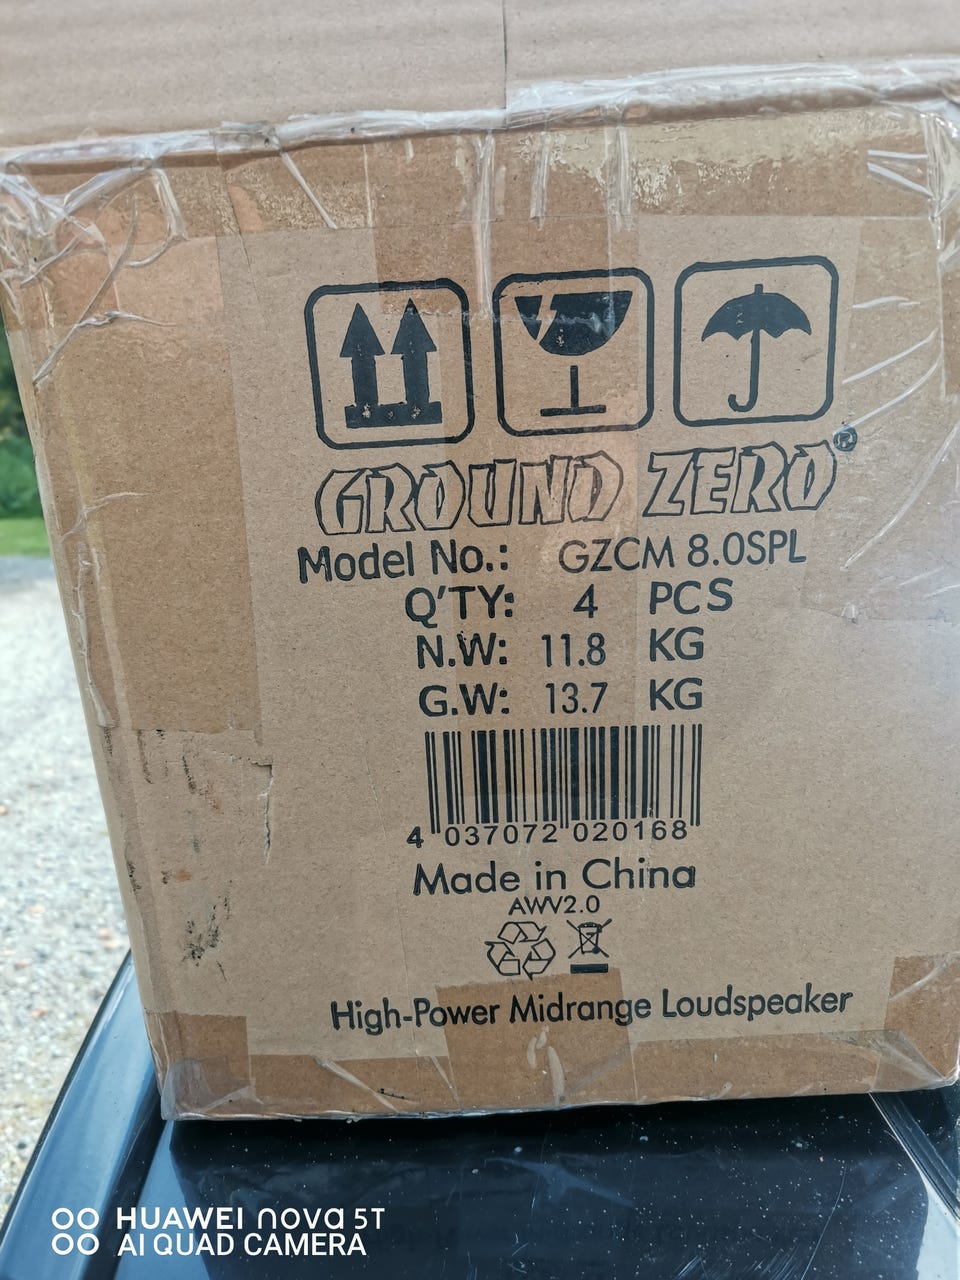 GROUND ZERO®
Model No.: GZCM 8.0SPL
Q'TY: 4 PCS
N.W: 11.8 KG
G.W: 13.7 KG
4 037072 020168
Made in China
AWV2.0
High-Power Midrange Loudspeaker
HUAWEI nova 5T
AI QUAD CAMERA